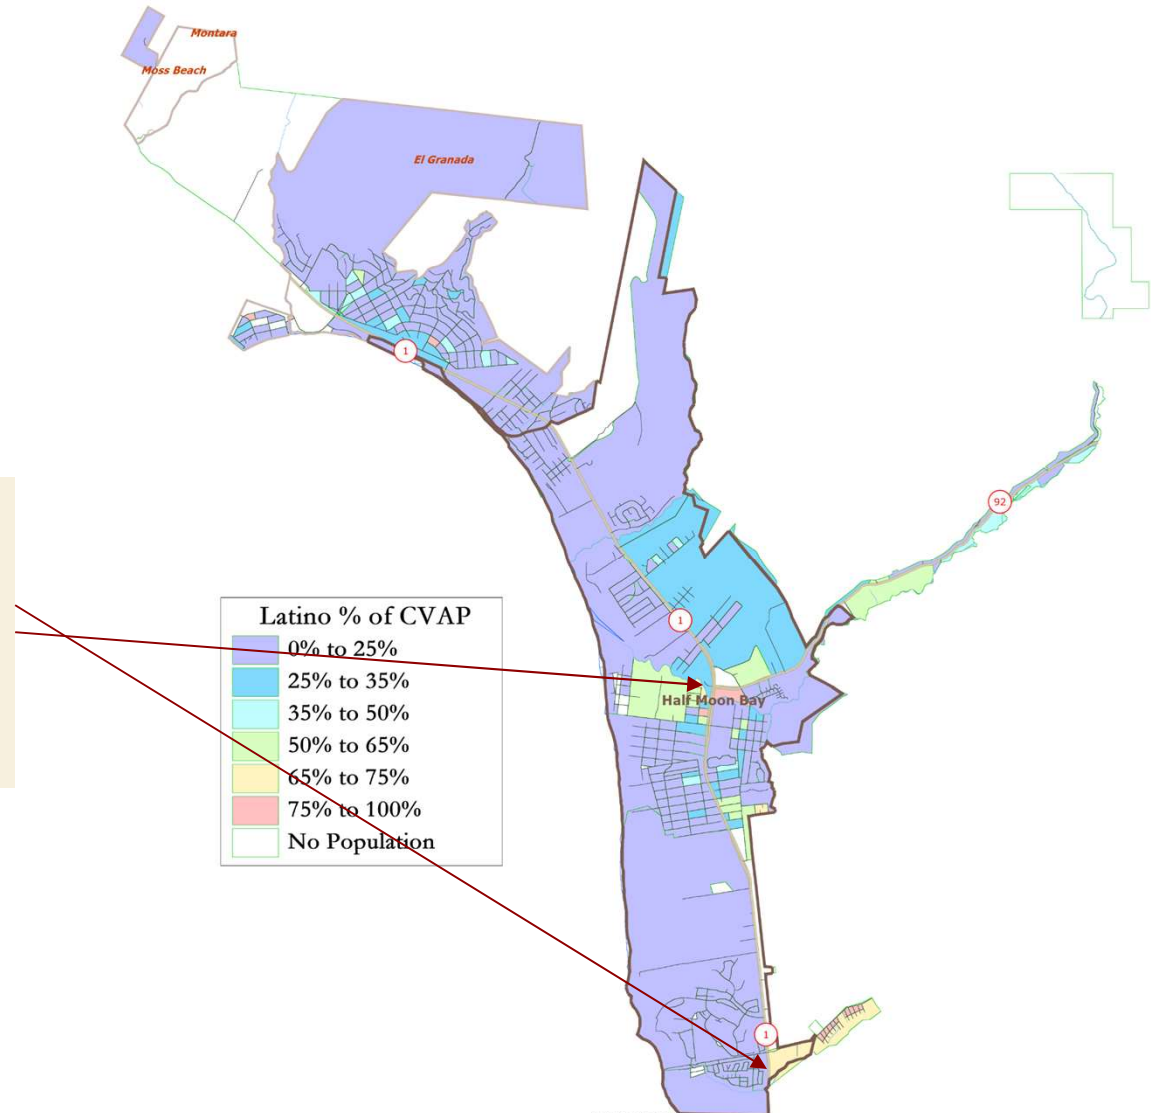 Montara
Moss Beach
El Granada
1
92
1
Half Moon Bay
Latino % of CVAP
0% to 25%
25% to 35%
35% to 50%
50% to 65%
65% to 75%
75% to 100%
No Population
1